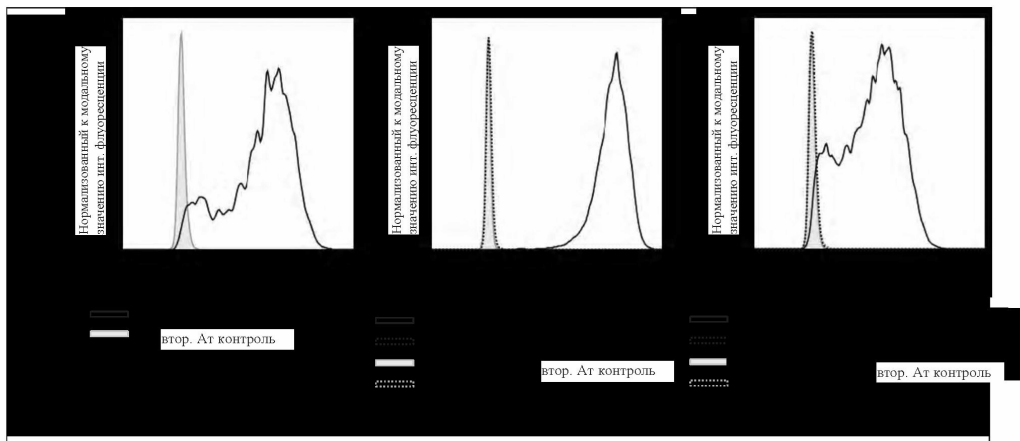 Нормализованный к модальному
значению инт. флуоресценции
Нормализованный к модальному
значению инт. флуоресценции
Нормализованный к модальному
значению инт. флуоресценции
втор. Ат контроль
втор. Ат контроль
втор. Ат контроль